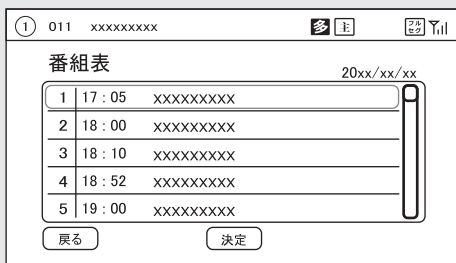 1 011 xxxxxxxxx 多 主 フルセグ
番組表
20xx/xx/xx
1 17：05 xxxxxxxxx
2 18：00 xxxxxxxxx
3 18：10 xxxxxxxxx
4 18：52 xxxxxxxxx
5 19：00 xxxxxxxxx
戻る 決定